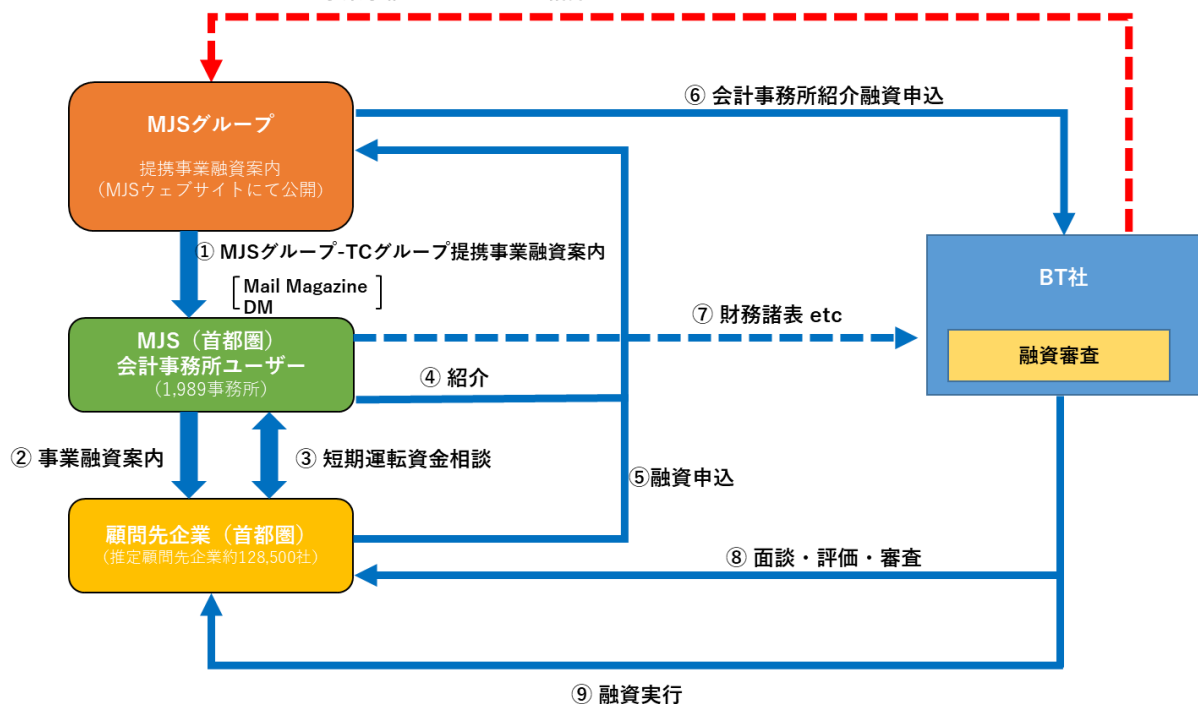 MJSグループ
提携事業融資案内
(MJSウェブサイトにて公開)
⑥ 会計事務所紹介融資申込
① MJSグループ-TCグループ提携事業融資案内
Mail Magazine
DM
BT社
融資審査
⑦ 財務諸表 etc
MJS（首都圏）
会計事務所ユーザー
(1,989事務所)
④ 紹介
② 事業融資案内
③ 短期運転資金相談
⑤融資申込
顧問先企業（首都圏）
(推定顧問先企業約128,500社)
⑧ 面談・評価・審査
⑨ 融資実行